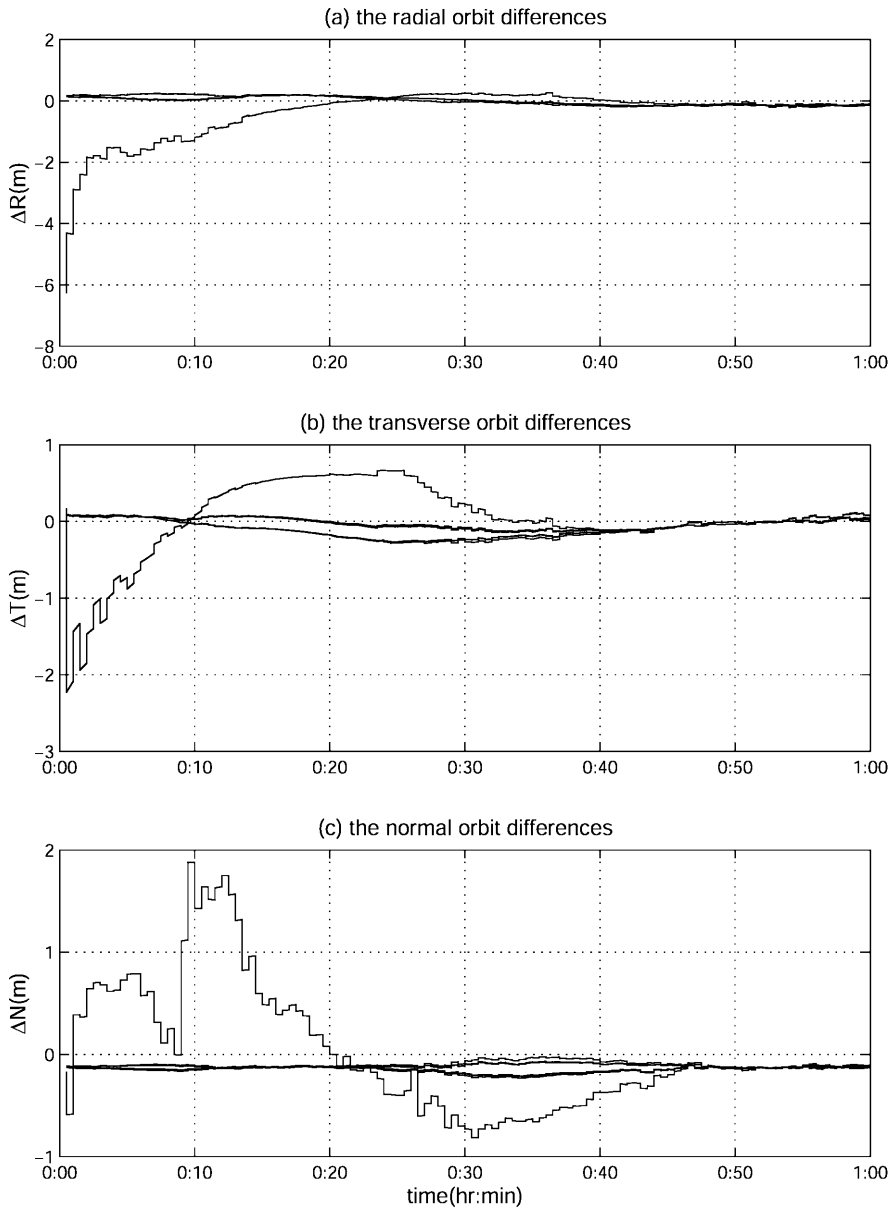 (a) the radial orbit differences
2
0
−2
−4
−6
−8
ΔR(m)
0:00 0:10 0:20 0:30 0:40 0:50 1:00
(b) the transverse orbit differences
1
0
−1
−2
−3
ΔT(m)
0:00 0:10 0:20 0:30 0:40 0:50 1:00
(c) the normal orbit differences
2
1
0
−1
ΔN(m)
0:00 0:10 0:20 0:30 0:40 0:50 1:00
time(hr:min)